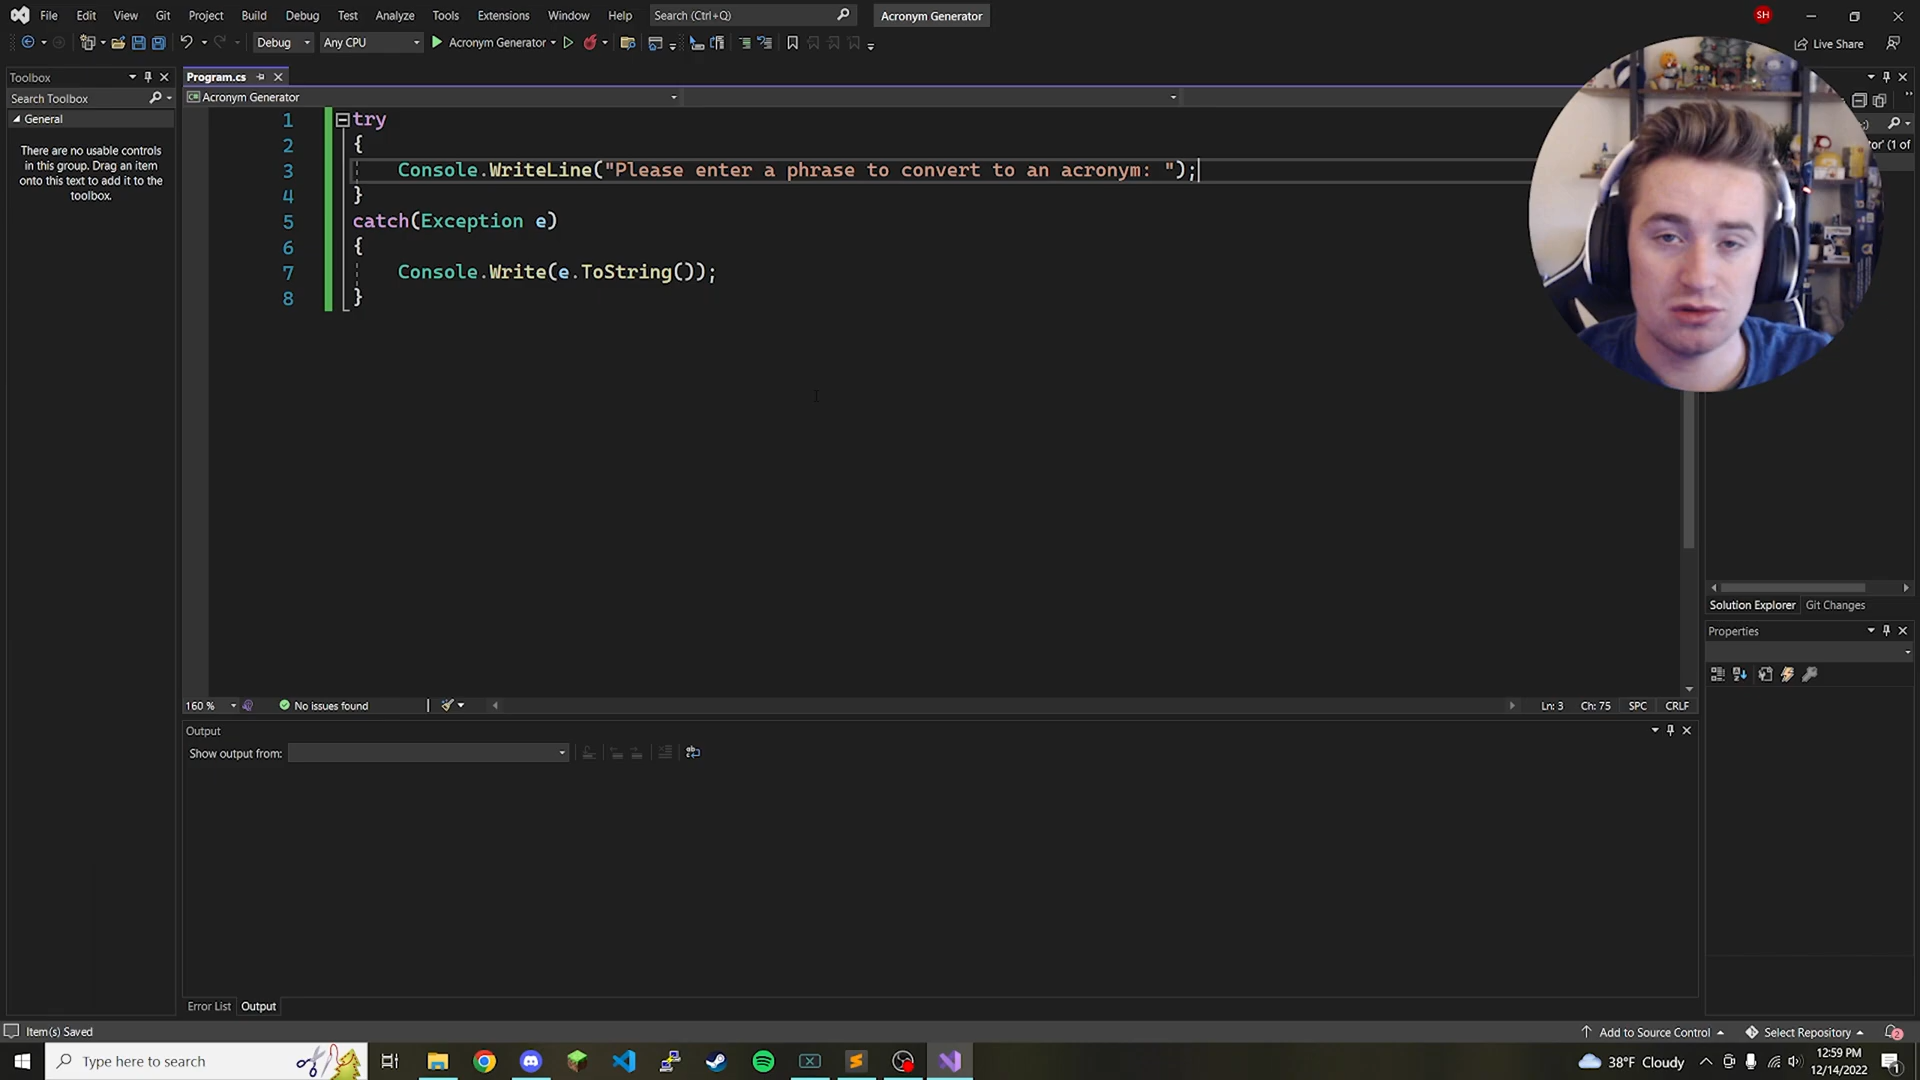 File Edit View Git Project Build Debug Test Analyze Tools Extensions Window Help Search (Ctrl+Q) Acronym Generator SH
Debug Any CPU Acronym Generator Live Share
Toolbox
Program.cs
Search Toolbox
Acronym Generator
General
There are no usable controls
in this group. Drag an item
onto this text to add it to the
toolbox.
1 try
2 {
3 Console.WriteLine("Please enter a phrase to convert to an acronym: ");
4 }
5 catch(Exception e)
6 {
7 Console.Write(e.ToString());
8 }
or' (1 of
Solution Explorer Git Changes
Properties
160 % No issues found Ln: 3 Ch: 75 SPC CRLF
Output
Show output from:
Error List Output
Item(s) Saved Add to Source Control Select Repository 2
Type here to search 38°F Cloudy 12:59 PM
12/14/2022 1